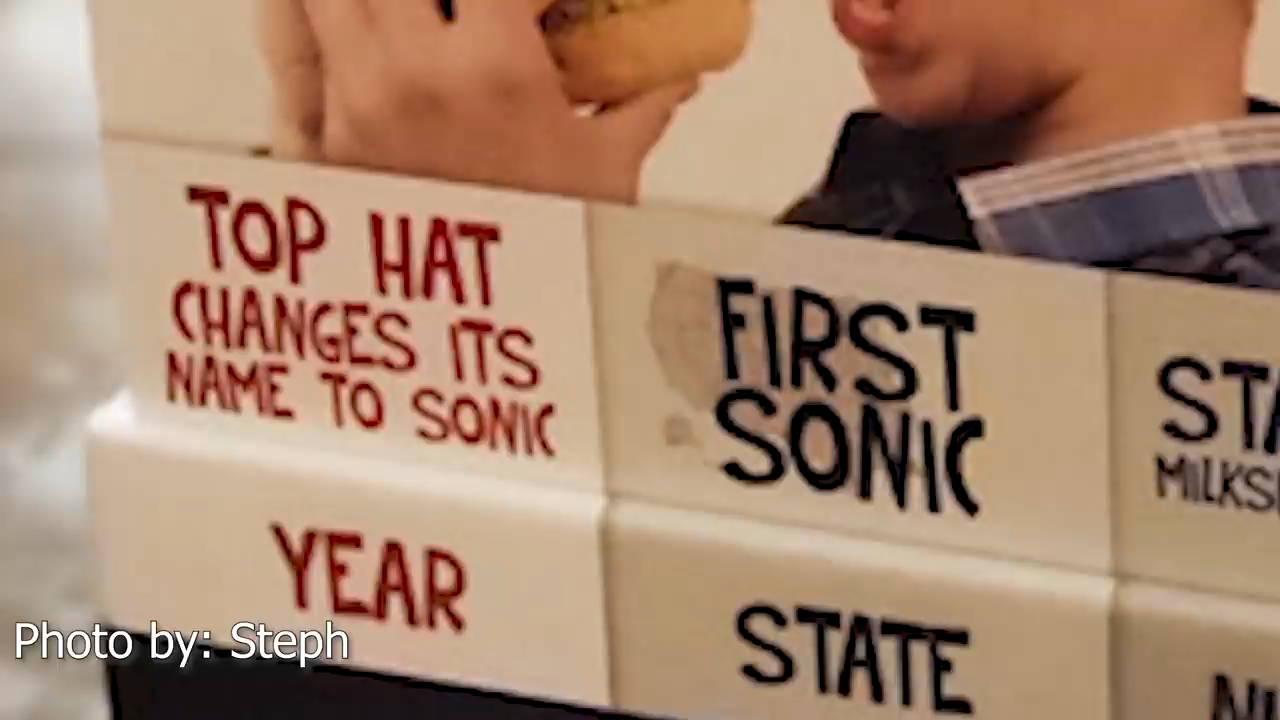 TOP HAT
CHANGES ITS
NAME TO SONIC
YEAR
FIRST
SONIC
STATE
Photo by: Steph